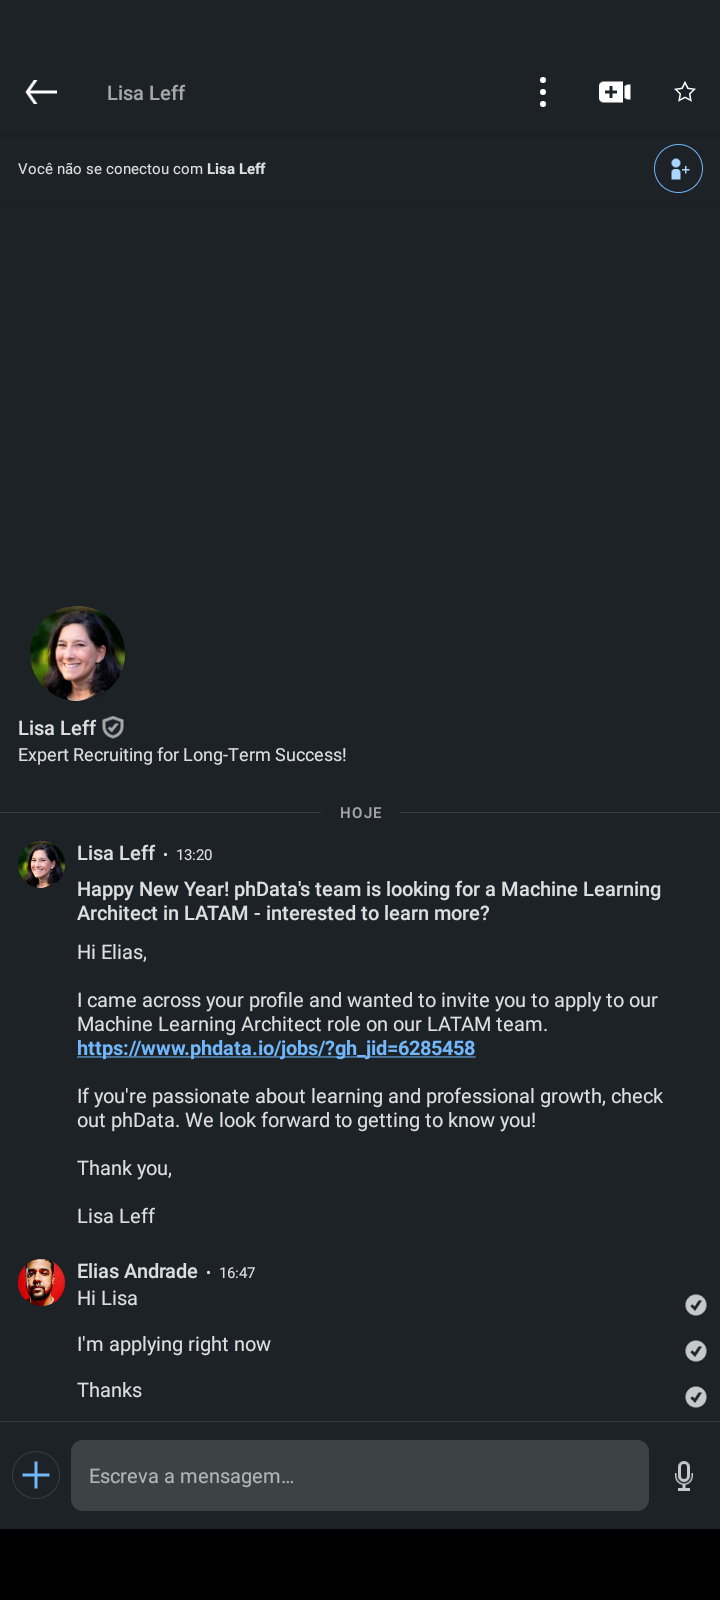 Lisa Leff
Você não se conectou com Lisa Leff
Lisa Leff
Expert Recruiting for Long-Term Success!
HOJE
Lisa Leff • 13:20
Happy New Year! phData's team is looking for a Machine Learning
Architect in LATAM - interested to learn more?
Hi Elias,
I came across your profile and wanted to invite you to apply to our
Machine Learning Architect role on our LATAM team.
https://www.phdata.io/jobs/?gh_jid=6285458
If you're passionate about learning and professional growth, check
out phData. We look forward to getting to know you!
Thank you,
Lisa Leff
Elias Andrade • 16:47
Hi Lisa
I'm applying right now
Thanks
Escreva a mensagem…